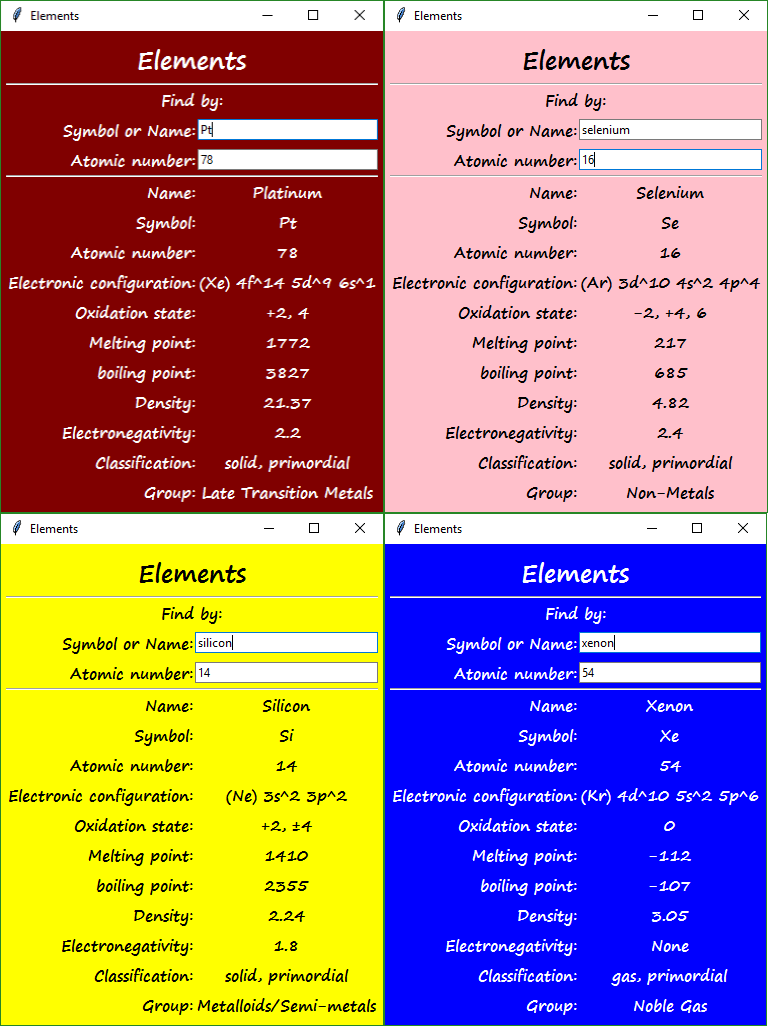 Elements
Elements
Find by:
Symbol or Name: Pt
Atomic number: 78
Name: Platinum
Symbol: Pt
Atomic number: 78
Electronic configuration: (Xe) 4f^14 5d^9 6s^1
Oxidation state: +2, 4
Melting point: 1772
boiling point: 3827
Density: 21.37
Electronegativity: 2.2
Classification: solid, primordial
Group: Late Transition Metals
Elements
Elements
Find by:
Symbol or Name: selenium
Atomic number: 16
Name: Selenium
Symbol: Se
Atomic number: 16
Electronic configuration: (Ar) 3d^10 4s^2 4p^4
Oxidation state: -2, +4, 6
Melting point: 217
boiling point: 685
Density: 4.82
Electronegativity: 2.4
Classification: solid, primordial
Group: Non-Metals
Elements
Elements
Find by:
Symbol or Name: silicon
Atomic number: 14
Name: Silicon
Symbol: Si
Atomic number: 14
Electronic configuration: (Ne) 3s^2 3p^2
Oxidation state: +2, ±4
Melting point: 1410
boiling point: 2355
Density: 2.24
Electronegativity: 1.8
Classification: solid, primordial
Group: Metalloids/Semi-metals
Elements
Elements
Find by:
Symbol or Name: xenon
Atomic number: 54
Name: Xenon
Symbol: Xe
Atomic number: 54
Electronic configuration: (Kr) 4d^10 5s^2 5p^6
Oxidation state: 0
Melting point: -112
boiling point: -107
Density: 3.05
Electronegativity: None
Classification: gas, primordial
Group: Noble Gas